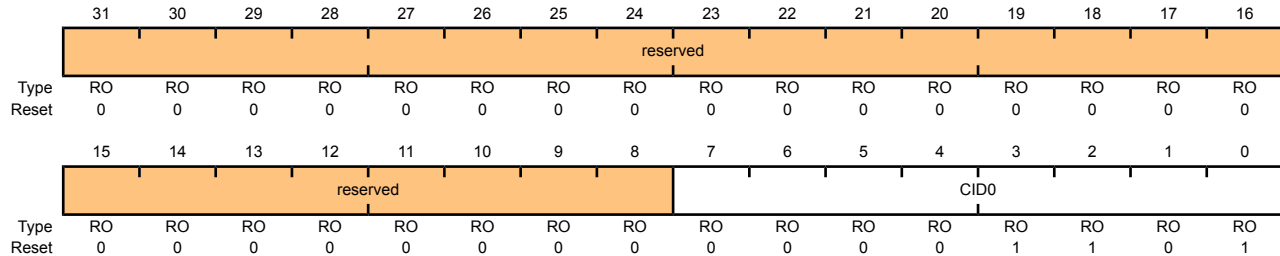 31 30 29 28 27 26 25 24 23 22 21 20 19 18 17 16
reserved
Type RO RO RO RO RO RO RO RO RO RO RO RO RO RO RO RO
Reset 0 0 0 0 0 0 0 0 0 0 0 0 0 0 0 0
15 14 13 12 11 10 9 8 7 6 5 4 3 2 1 0
reserved CID0
Type RO RO RO RO RO RO RO RO RO RO RO RO RO RO RO RO
Reset 0 0 0 0 0 0 0 0 0 0 0 0 1 1 0 1